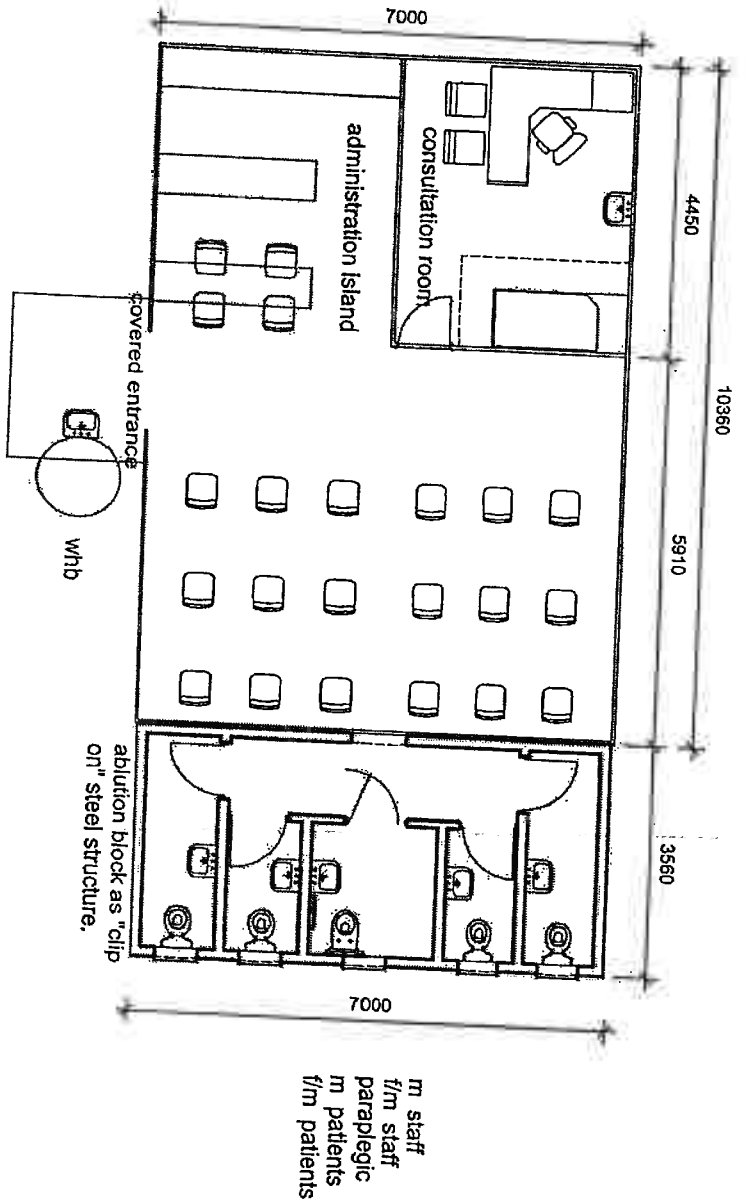 7000
10360
4450
5910
3560
consultation room
administration island
covered entrance
whb
ablution block as "clip
on" steel structure.
7000
m staff
f/m staff
paraplegic
m patients
f/m patients